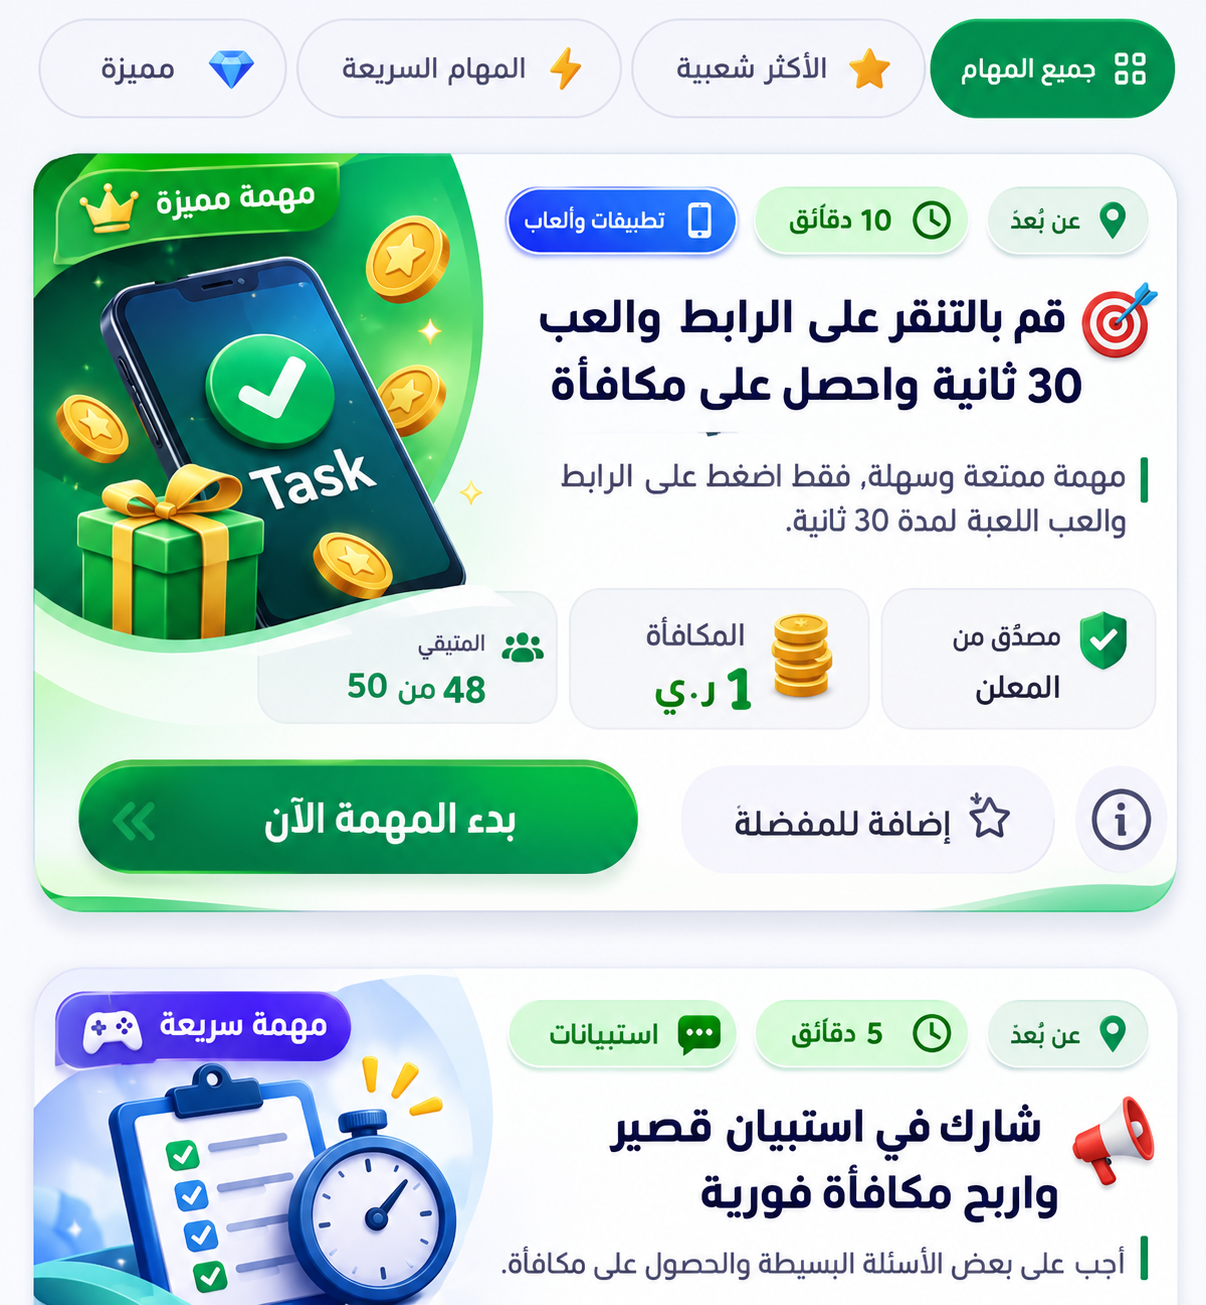 جميع المهام
الأكثر شعبية
المهام السريعة
مميزة
مهمة مميزة
عن بُعد
10 دقائق
تطبيقات وألعاب
قم بالتنقر على الرابط والعب
30 ثانية واحصل على مكافأة
Task
مهمة ممتعة وسهلة, فقط اضغط على الرابط
والعب اللعبة لمدة 30 ثانية.
مصدُق من
المعلن
المكافأة
1 ر.ي
المتيقي
48 من 50
إضافة للمفضلة
بدء المهمة الآن
مهمة سريعة
عن بُعد
5 دقائق
استبيانات
شارك في استبيان قصير
واربح مكافأة فورية
أجب على بعض الأسئلة البسيطة والحصول على مكافأة.